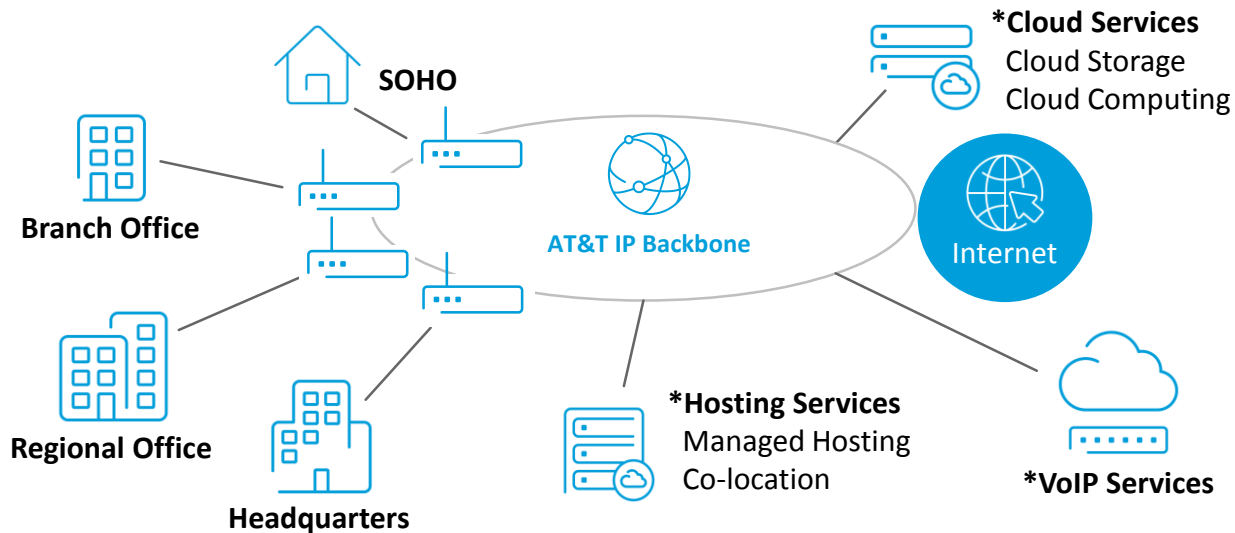 *Cloud Services
Cloud Storage
Cloud Computing
SOHO
Branch Office
AT&T IP Backbone
Internet
Regional Office
*Hosting Services
Managed Hosting
Co-location
*VoIP Services
Headquarters